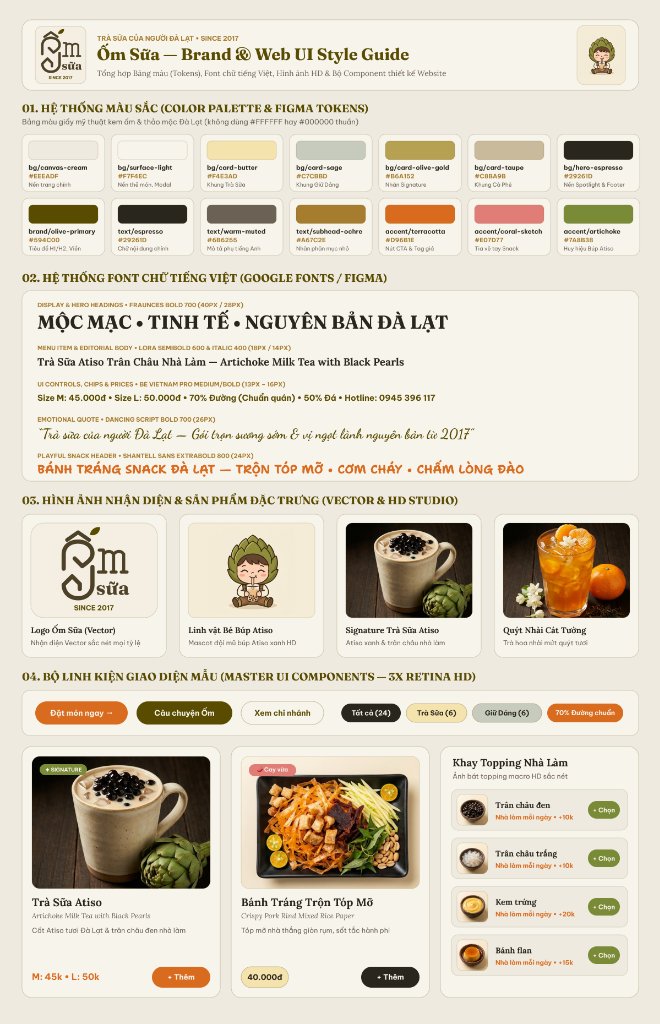 Ốm
sữa
SINCE 2017
TRÀ SỮA CỦA NGƯỜI ĐÀ LẠT • SINCE 2017
Ốm Sữa — Brand & Web UI Style Guide
Tổng hợp Bảng màu (Tokens), Font chữ tiếng Việt, Hình ảnh HD & Bộ Component thiết kế Website
01. HỆ THỐNG MÀU SẮC (COLOR PALETTE & FIGMA TOKENS)
Bảng màu giấy mỹ thuật kem ấm & thảo mộc Đà Lạt (không dùng #FFFFFF hay #000000 thuần)
bg/canvas-cream
#EEEADF
Nền trang chính
bg/surface-light
#F7F4EC
Nền thẻ món, Modal
bg/card-butter
#F4E3AD
Khung Trà Sữa
bg/card-sage
#C7CBBD
Khung Giữ Dáng
bg/card-olive-gold
#B6A152
Nhãn Signature
bg/card-taupe
#CBBA9B
Khung Cà Phê
bg/hero-espresso
#29261D
Nền Spotlight & Footer
brand/olive-primary
#594C0D
Tiêu đề H1/H2, Viền
text/espresso
#29261D
Chữ nội dung chính
text/warm-muted
#6B6255
Mô tả phụ tiếng Anh
text/subhead-ochre
#A67C2E
Nhấn phân mục nhỏ
accent/terracotta
#D96B1E
Nút CTA & Tag giá
accent/coral-sketch
#E07D77
Tia vẽ tay Snack
accent/artichoke
#7A8B38
Huy hiệu Búp Atiso
02. HỆ THỐNG FONT CHỮ TIẾNG VIỆT (GOOGLE FONTS / FIGMA)
DISPLAY & HERO HEADINGS • FRAUNCES BOLD 700 (40PX / 28PX)
MỘC MẠC • TINH TẾ • NGUYÊN BẢN ĐÀ LẠT
MENU ITEM & EDITORIAL BODY • LORA SEMIBOLD 600 & ITALIC 400 (18PX / 14PX)
Trà Sữa Atiso Trân Châu Nhà Làm — Artichoke Milk Tea with Black Pearls
UI CONTROLS, CHIPS & PRICES • BE VIETNAM PRO MEDIUM/BOLD (13PX – 16PX)
Size M: 45.000đ • Size L: 50.000đ • 70% Đường (Chuẩn quán) • 50% Đá • Hotline: 0945 396 117
EMOTIONAL QUOTE • DANCING SCRIPT BOLD 700 (26PX)
"Trà sữa của người Đà Lạt — Gói trọn sương sớm & vị ngọt lành nguyên bản từ 2017"
PLAYFUL SNACK HEADER • SHANTELL SANS EXTRABOLD 800 (24PX)
BÁNH TRÁNG SNACK ĐÀ LẠT — TRỘN TÓP MỠ • CƠM CHÁY • CHẤM LÒNG ĐÀO
03. HÌNH ẢNH NHẬN DIỆN & SẢN PHẨM ĐẶC TRƯNG (VECTOR & HD STUDIO)
Ốm
sữa
SINCE 2017
Logo Ốm Sữa (Vector)
Nhận diện Vector sắc nét mọi tỷ lệ
Linh vật Bé Búp Atiso
Mascot đội mũ búp Atiso xanh HD
Signature Trà Sữa Atiso
Atiso xanh & trân châu nhà làm
Quýt Nhài Cát Tường
Trà hoa nhài mứt quýt tươi
04. BỘ LINH KIỆN GIAO DIỆN MẪU (MASTER UI COMPONENTS — 3X RETINA HD)
Đặt món ngay →
Câu chuyện Ốm
Xem chi nhánh
Tất cả (24)
Trà Sữa (6)
Giữ Dáng (6)
70% Đường chuẩn
✦ SIGNATURE
Trà Sữa Atiso
Artichoke Milk Tea with Black Pearls
Cốt Atiso tươi Đà Lạt & trân châu đen nhà làm
M: 45k • L: 50k
+ Thêm
Cay vừa
Bánh Tráng Trộn Tóp Mỡ
Crispy Pork Rind Mixed Rice Paper
Tóp mỡ nhà thắng giòn rụm, sốt tắc hành phi
40.000đ
+ Thêm
Khay Topping Nhà Làm
Ảnh bát topping macro HD sắc nét
Trân châu đen
Nhà làm mỗi ngày • +10k
+ Chọn
Trân châu trắng
Nhà làm mỗi ngày • +10k
+ Chọn
Kem trứng
Nhà làm mỗi ngày • +20k
+ Chọn
Bánh flan
Nhà làm mỗi ngày • +15k
+ Chọn